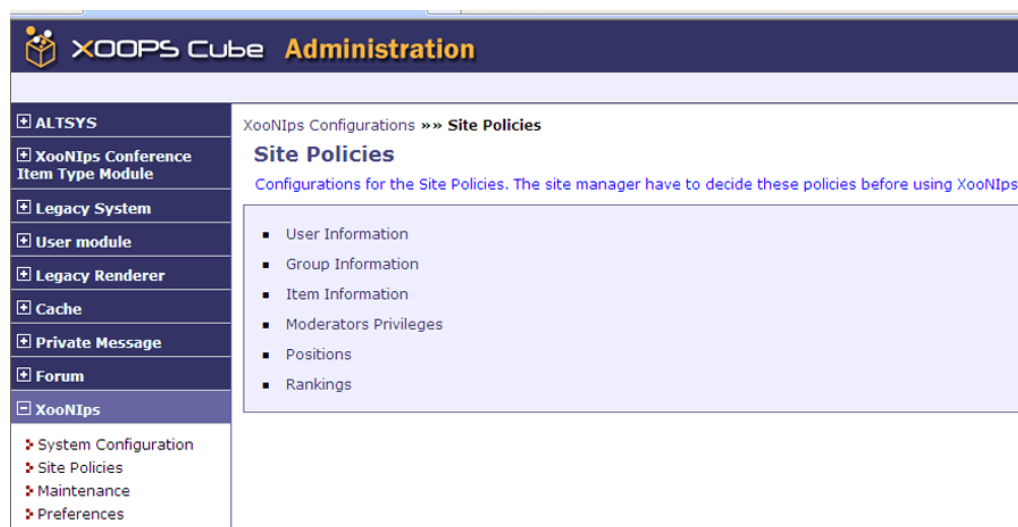 XOOPS Cube Administration
ALTSYS
XooNIps Conference
Item Type Module
Legacy System
User module
Legacy Renderer
Cache
Private Message
Forum
XooNIps
System Configuration
Site Policies
Maintenance
Preferences
XooNIps Configurations »» Site Policies
Site Policies
Configurations for the Site Policies. The site manager have to decide these policies before using XooNIps
User Information
Group Information
Item Information
Moderators Privileges
Positions
Rankings